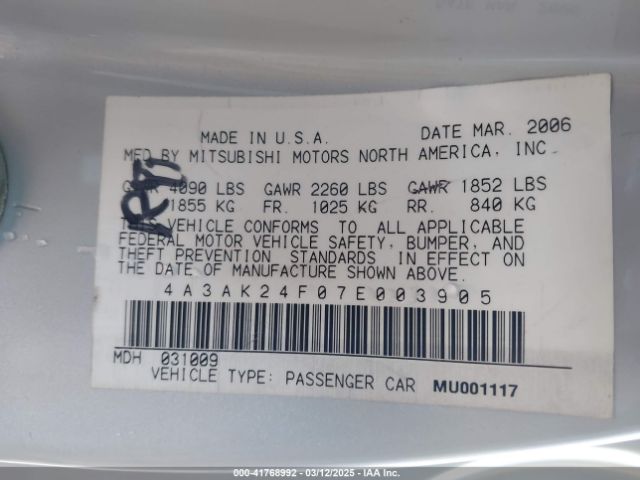 MADE IN U.S.A. DATE MAR. 2006
MFD BY MITSUBISHI MOTORS NORTH AMERICA, INC.
4090 LBS GAWR 2260 LBS GAWR 1852 LBS
1855 KG FR. 1025 KG RR. 840 KG
VEHICLE CONFORMS TO ALL APPLICABLE
FEDERAL MOTOR VEHICLE SAFETY, BUMPER, AND
THEFT PREVENTION STANDARDS IN EFFECT ON
THE DATE OF MANUFACTURE SHOWN ABOVE.
4A3AK24F07E003905
MDH 031009
VEHICLE TYPE: PASSENGER CAR MU001117
000-41768992 - 03/12/2025 - IAA Inc.